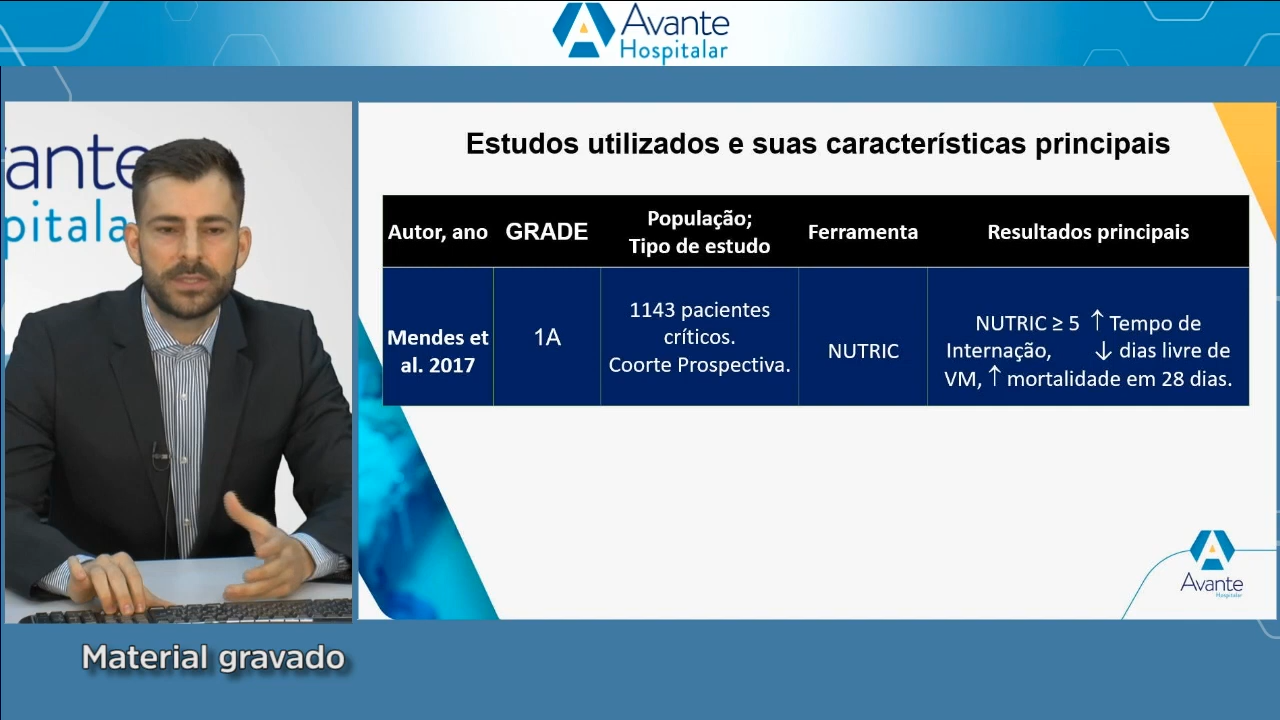 Avante
Hospitalar
vante
spitala
Estudos utilizados e suas características principais
Autor, ano
GRADE
População;
Tipo de estudo
Ferramenta
Resultados principais
Mendes et
al. 2017
1A
1143 pacientes
críticos.
Coorte Prospectiva.
NUTRIC
NUTRIC ≥ 5 ↑ Tempo de
Internação, ↓ dias livre de
VM, ↑ mortalidade em 28 dias.
Avante
Hospitalar
Material gravado